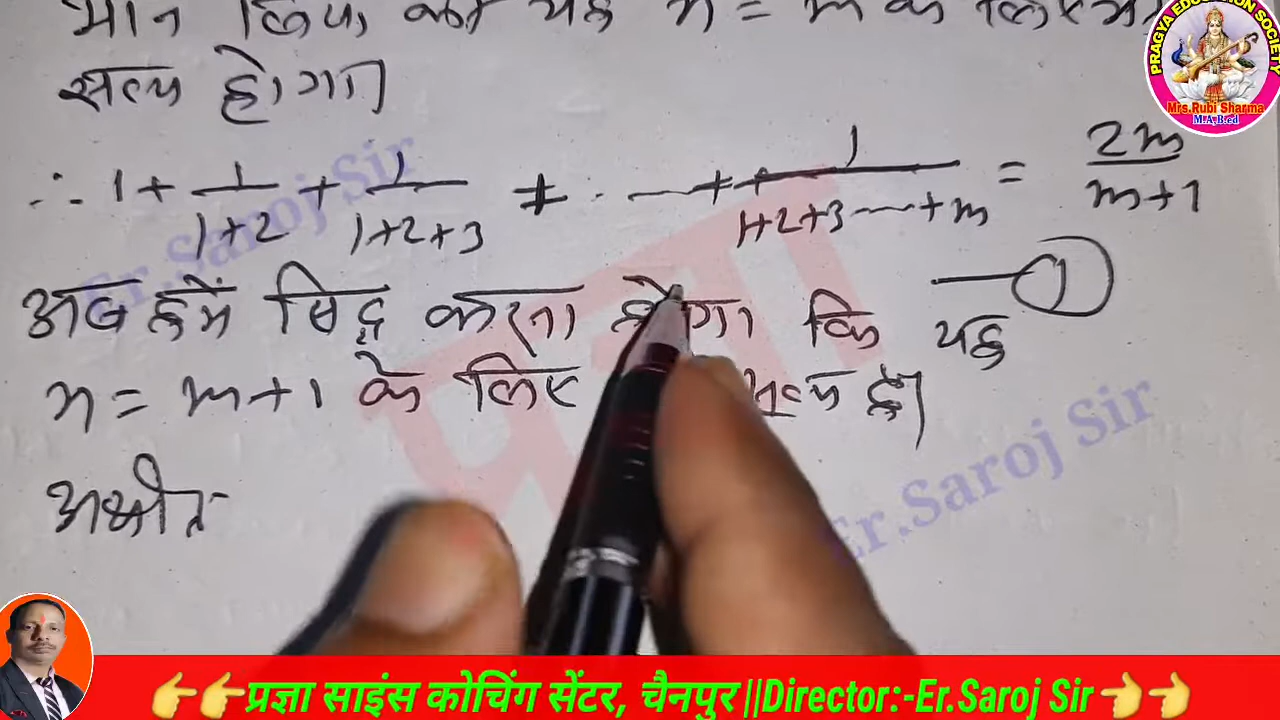 मान लिया की यह n = m के लिए
सत्य होगा
∴ 1 + 1/(1+2) + 1/(1+2+3) + . — + 1/(1+2+3 — + m) = 2m/(m+1)
— ①
अब हमें सिद्ध करना होगा कि यह
n = m+1 के लिए सत्य है।
अर्थात
Er.Saroj Sir
प्रज्ञा
Er.Saroj Sir
PRAGYA EDUCATION SOCIETY
Mrs.Rubi Sharma
M.A,B.ed
👉👉प्रज्ञा साइंस कोचिंग सेंटर, चैनपुर ||Director:-Er.Saroj Sir👈👈